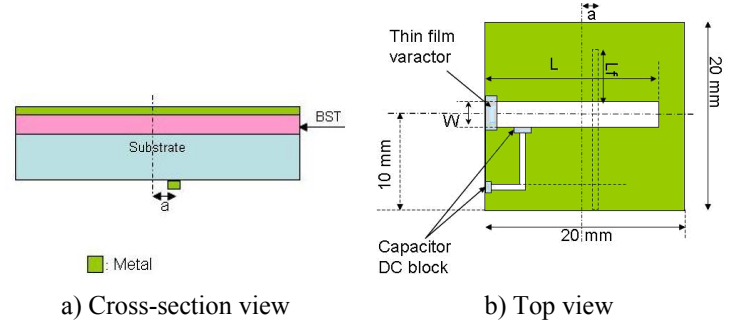 BST
Substrate
a
: Metal
a) Cross-section view
a
Thin film
varactor
L
Lf
W
20 mm
10 mm
20 mm
Capacitor
DC block
b) Top view